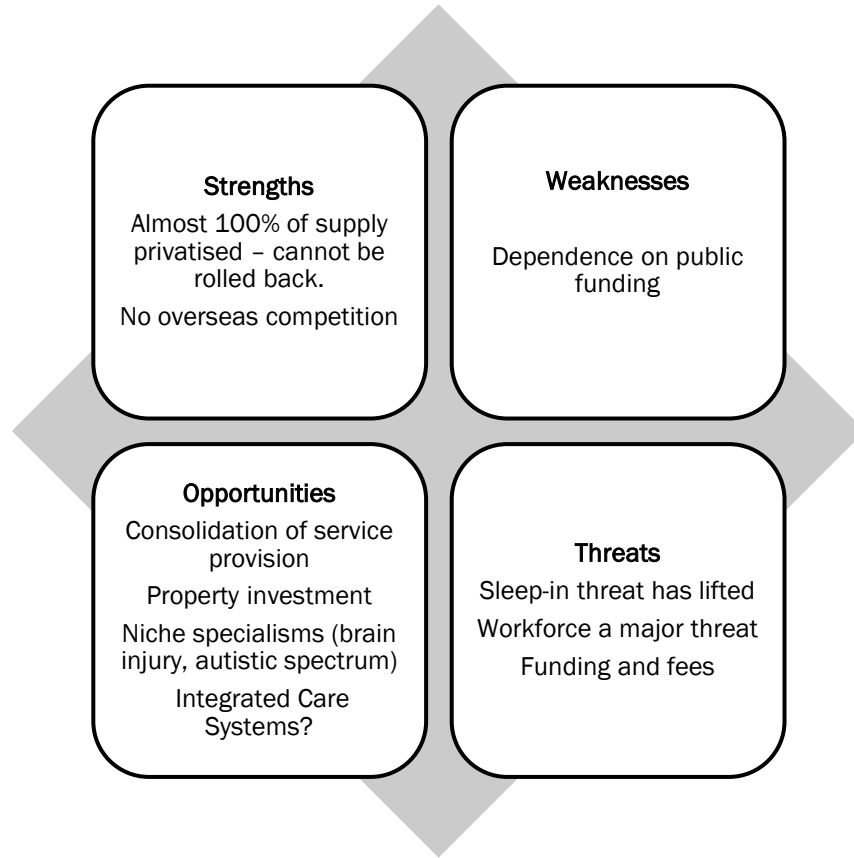 Strengths
Almost 100% of supply
privatised – cannot be
rolled back.
No overseas competition
Weaknesses
Dependence on public
funding
Opportunities
Consolidation of service
provision
Property investment
Niche specialisms (brain
injury, autistic spectrum)
Integrated Care
Systems?
Threats
Sleep-in threat has lifted
Workforce a major threat
Funding and fees